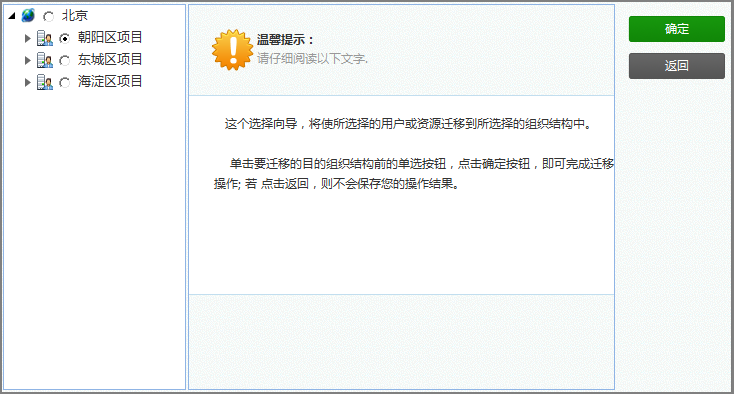 北京
朝阳区项目
东城区项目
海淀区项目
温馨提示：
请仔细阅读以下文字.
这个选择向导，将使所选择的用户或资源迁移到所选择的组织结构中。
单击要迁移的目的组织结构前的单选按钮，点击确定按钮，即可完成迁移
操作; 若 点击返回，则不会保存您的操作结果。
确定
返回